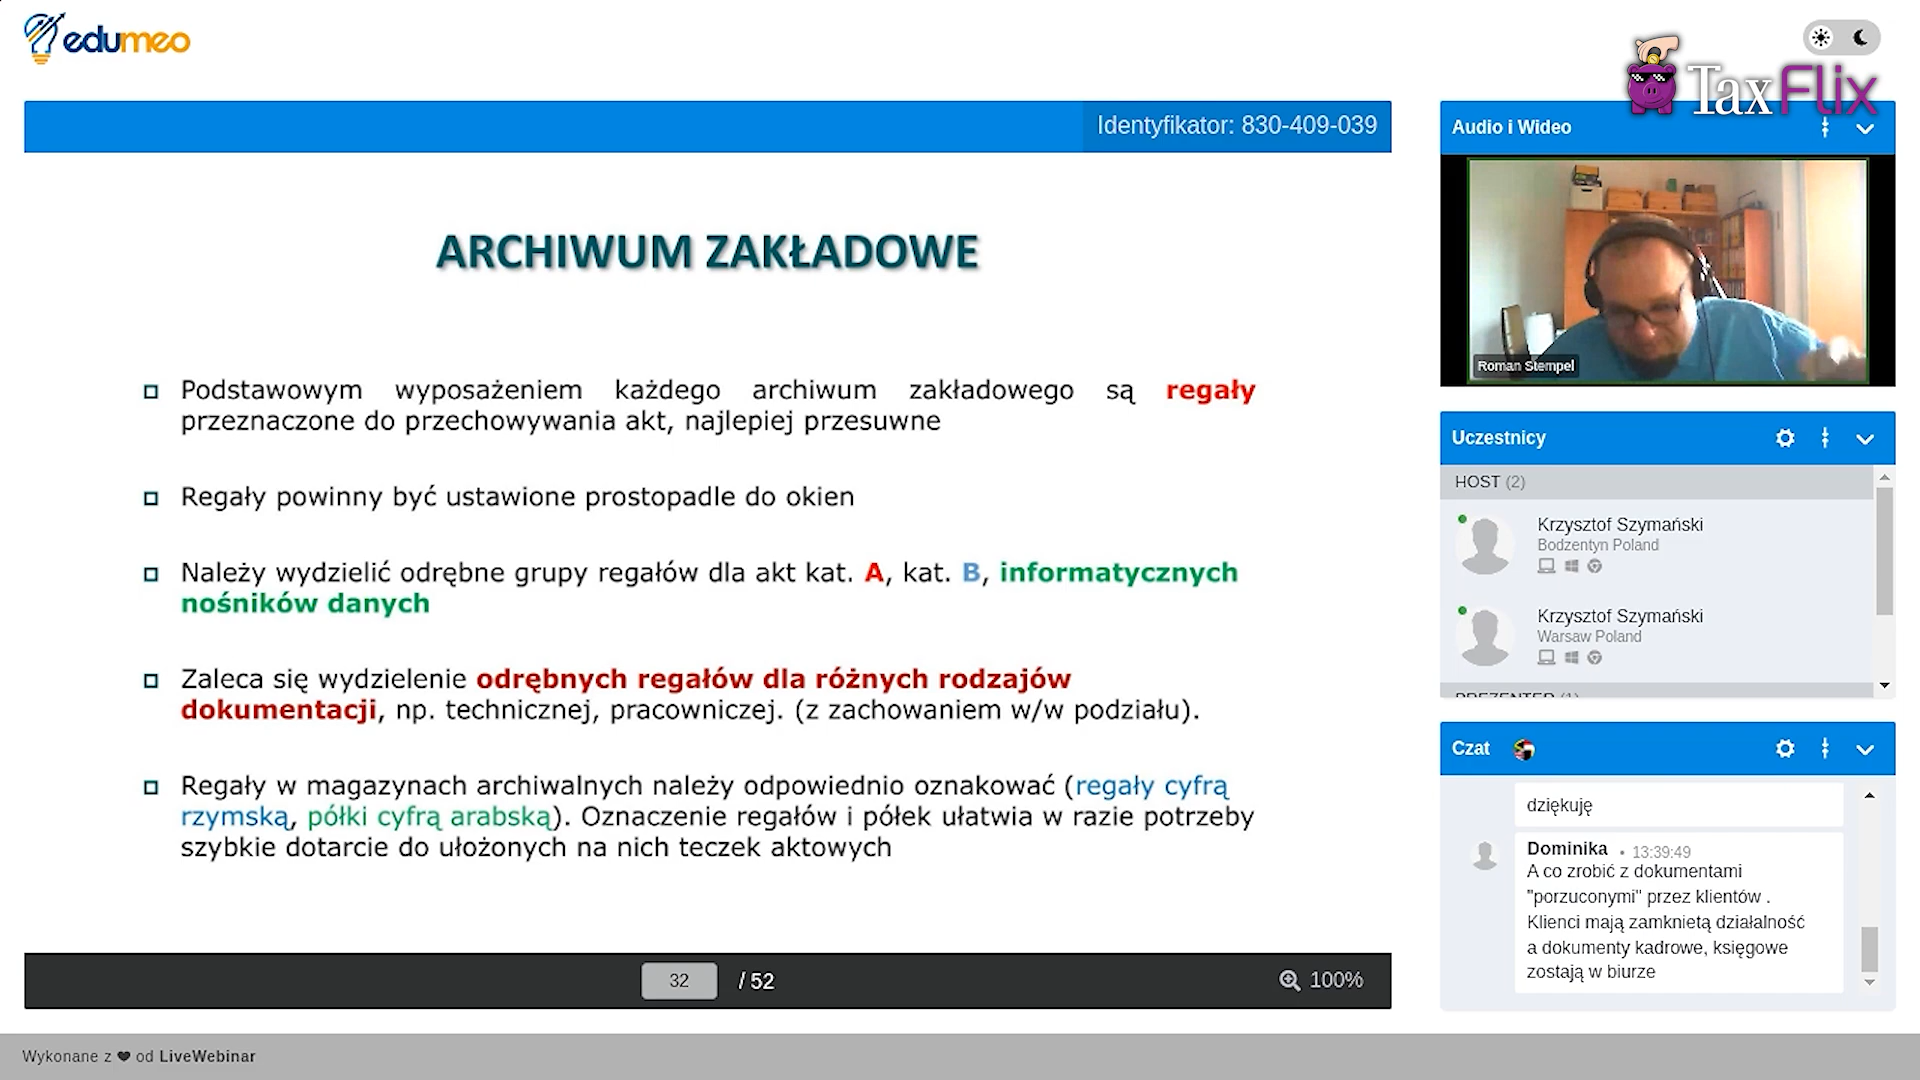 edumeo
TaxFlix
Identyfikator: 830-409-039
ARCHIWUM ZAKŁADOWE
Podstawowym wyposażeniem każdego archiwum zakładowego są regały
przeznaczone do przechowywania akt, najlepiej przesuwne
Regały powinny być ustawione prostopadle do okien
Należy wydzielić odrębne grupy regałów dla akt kat. A, kat. B, informatycznych
nośników danych
Zaleca się wydzielenie odrębnych regałów dla różnych rodzajów
dokumentacji, np. technicznej, pracowniczej. (z zachowaniem w/w podziału).
Regały w magazynach archiwalnych należy odpowiednio oznakować (regały cyfrą
rzymską, półki cyfrą arabską). Oznaczenie regałów i półek ułatwia w razie potrzeby
szybkie dotarcie do ułożonych na nich teczek aktowych
32 / 52
100%
Audio i Wideo
Roman Stempel
Uczestnicy
HOST (2)
Krzysztof Szymański
Bodzentyn Poland
Krzysztof Szymański
Warsaw Poland
PREZENTER (1)
Czat
dziękuję
Dominika • 13:39:49
A co zrobić z dokumentami
"porzuconymi" przez klientów .
Klienci mają zamknietą działalność
a dokumenty kadrowe, księgowe
zostają w biurze
Wykonane z ❤ od LiveWebinar